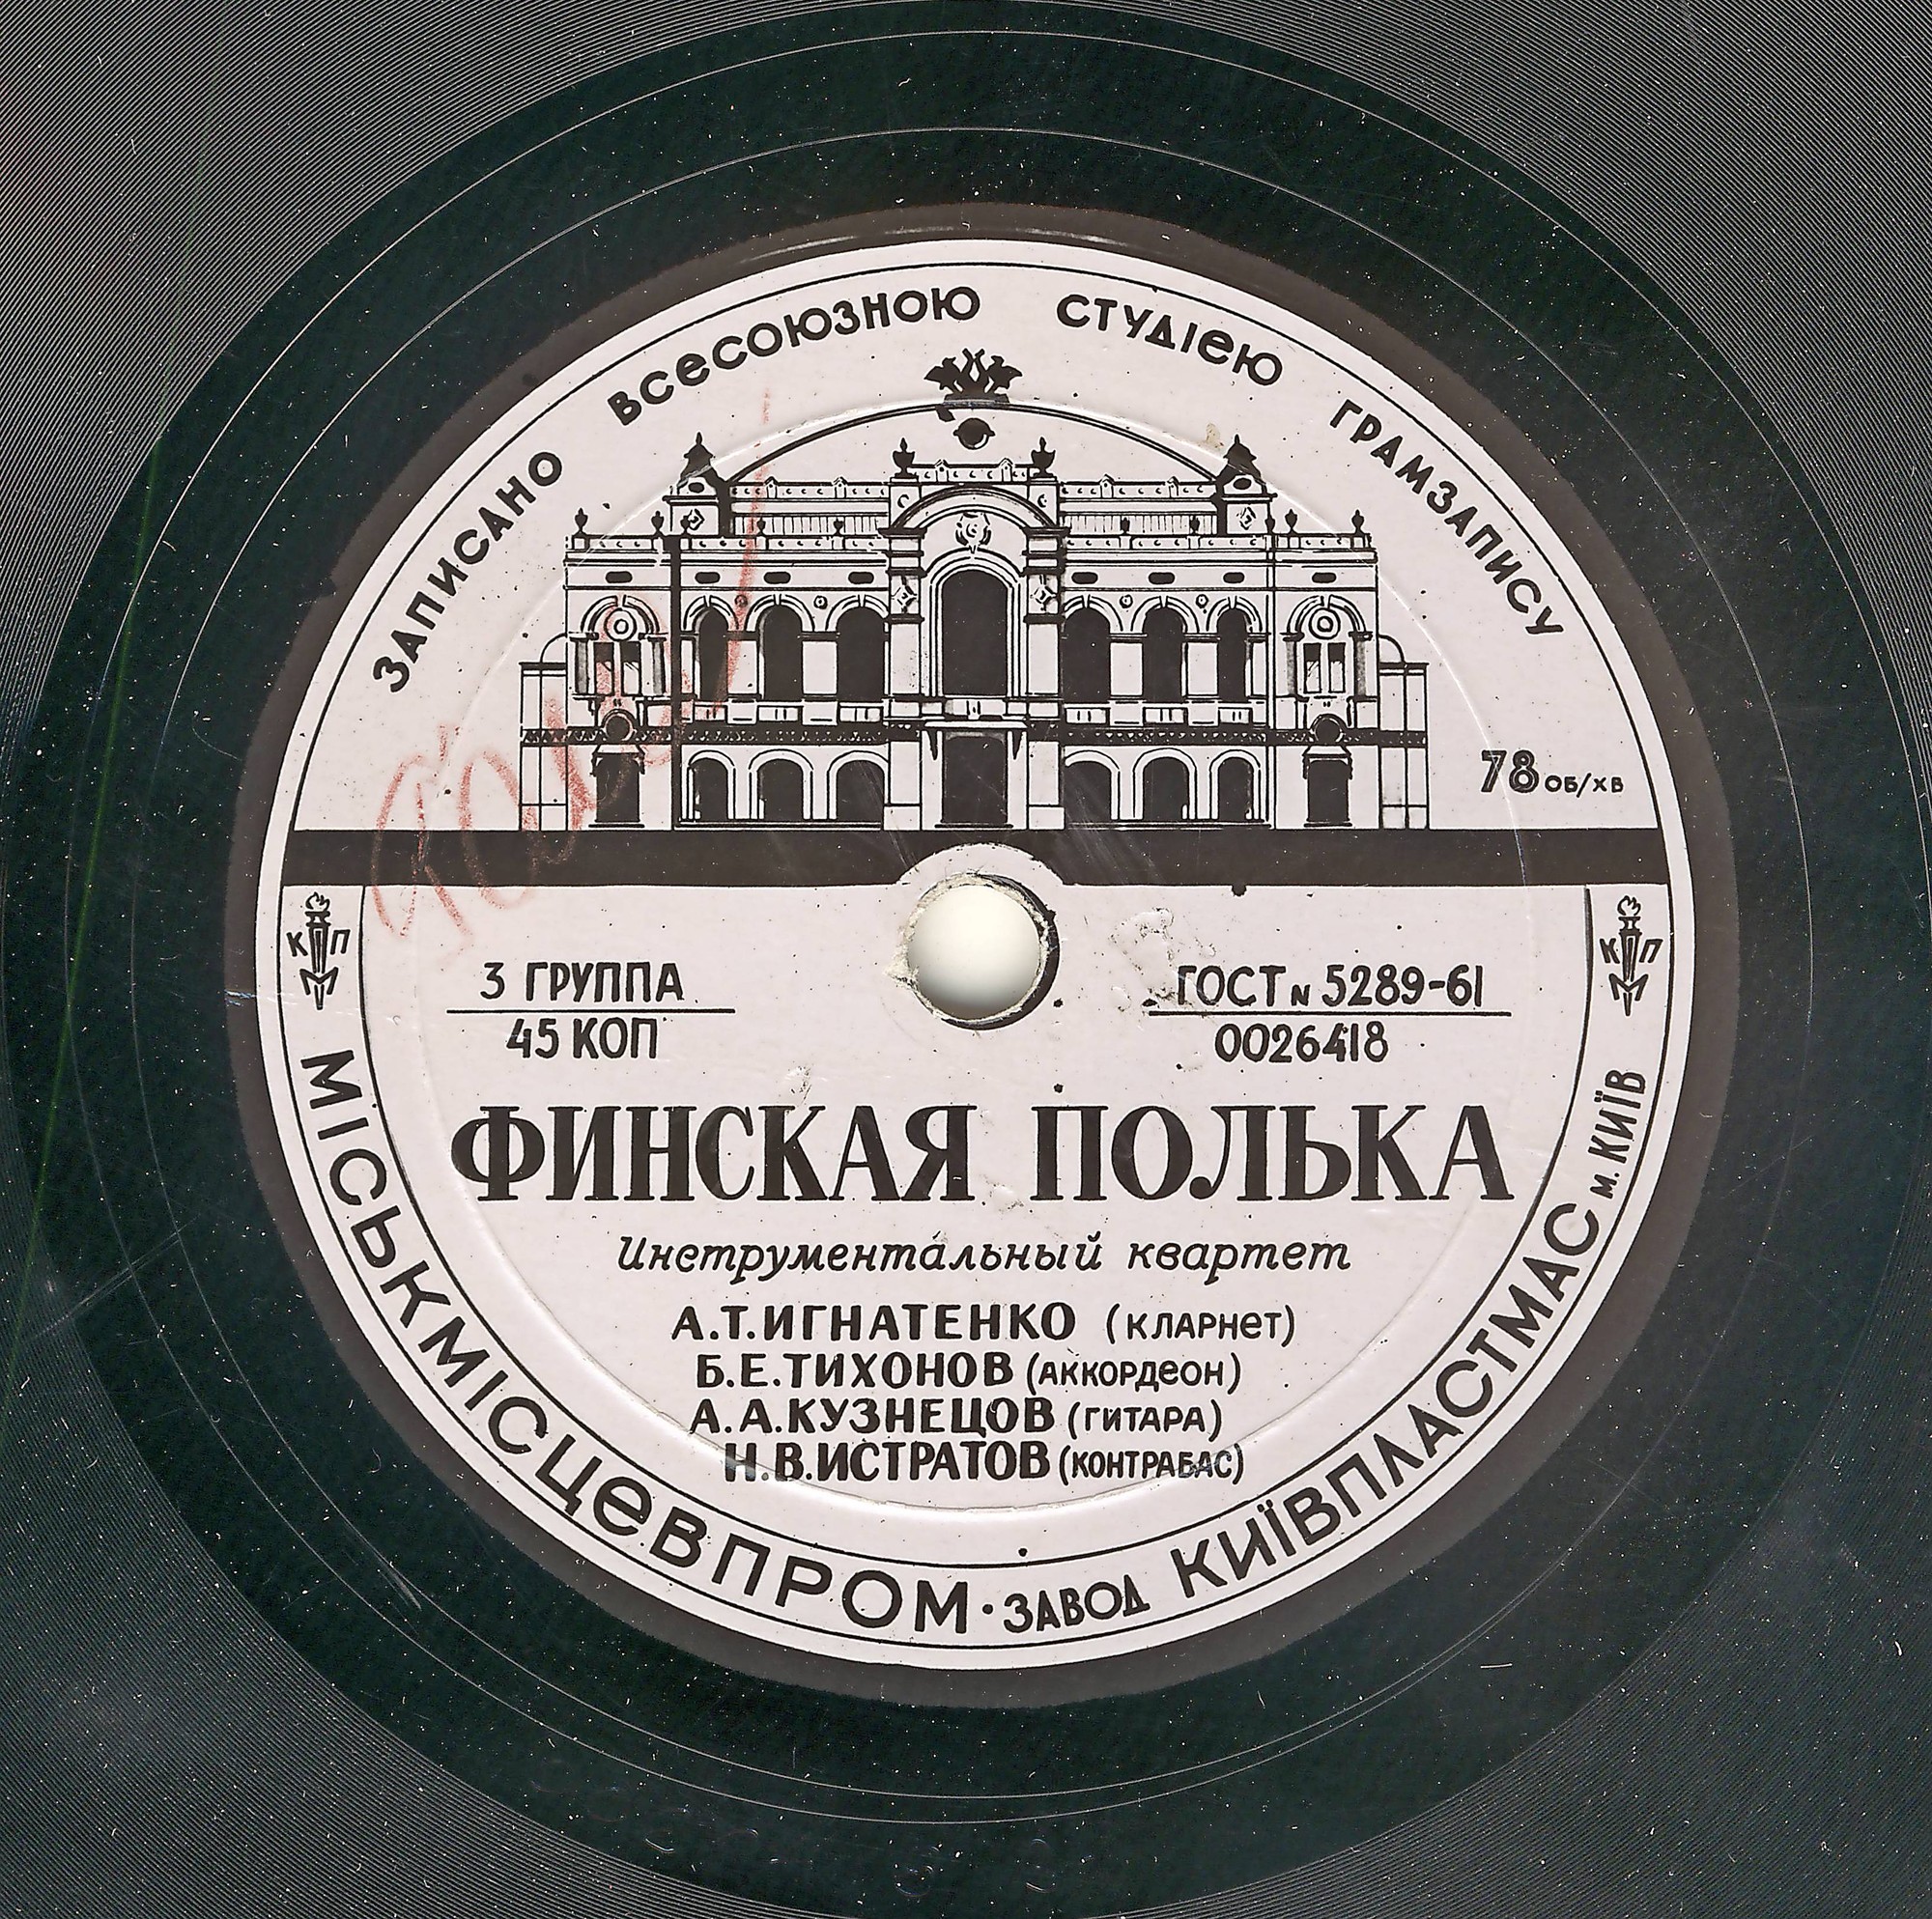 ЗАПИСАНО ВСЕСОЮЗНОЮ СТУДІЄЮ ГРАМЗАПИСУ
78 ОБ/ХВ
К П М
К П М
3 ГРУППА
45 КОП
ГОСТ N 5289-61
0026418
ФИНСКАЯ ПОЛЬКА
Инструментальный квартет
А.Т.ИГНАТЕНКО (КЛАРНЕТ)
Б.Е.ТИХОНОВ (АККОРДЕОН)
А.А.КУЗНЕЦОВ (ГИТАРА)
Н.В.ИСТРАТОВ (КОНТРАБАС)
МІСЬКМІСЦЕВПРОМ · ЗАВОД КИЇВПЛАСТМАС м. КИЇВ